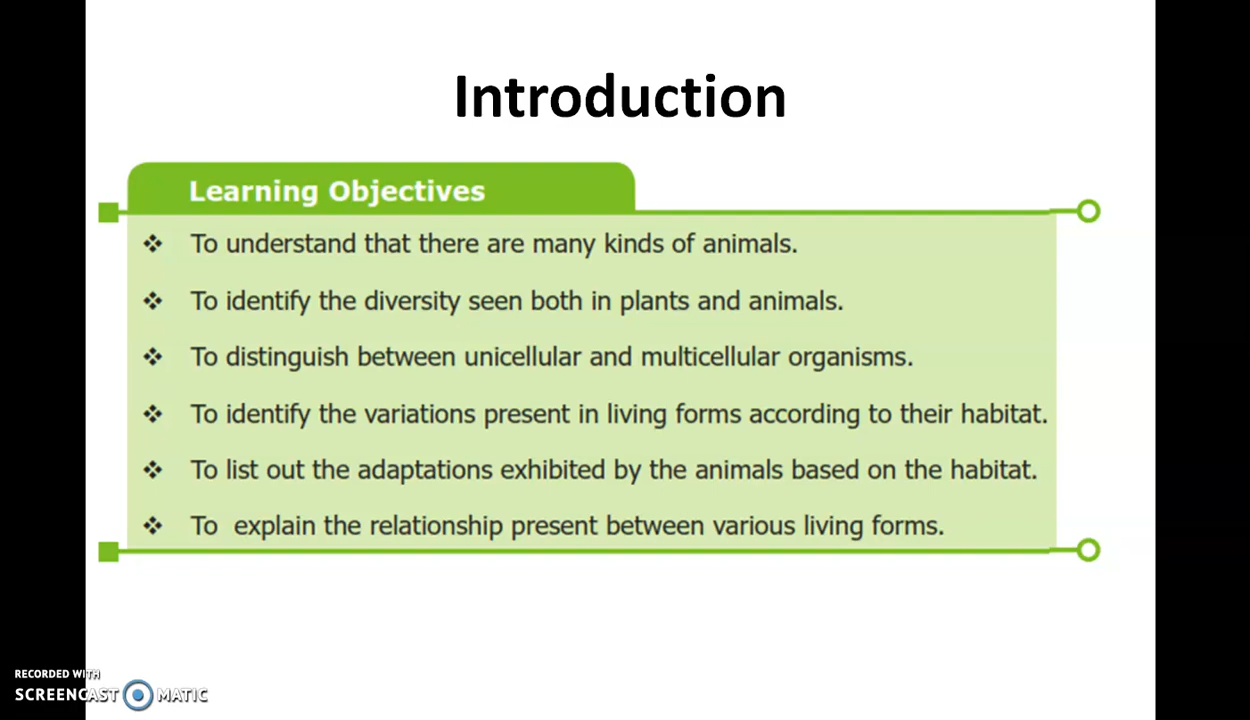 Introduction
Learning Objectives
❖ To understand that there are many kinds of animals.
❖ To identify the diversity seen both in plants and animals.
❖ To distinguish between unicellular and multicellular organisms.
❖ To identify the variations present in living forms according to their habitat.
❖ To list out the adaptations exhibited by the animals based on the habitat.
❖ To  explain the relationship present between various living forms.
RECORDED WITH
SCREENCAST MATIC